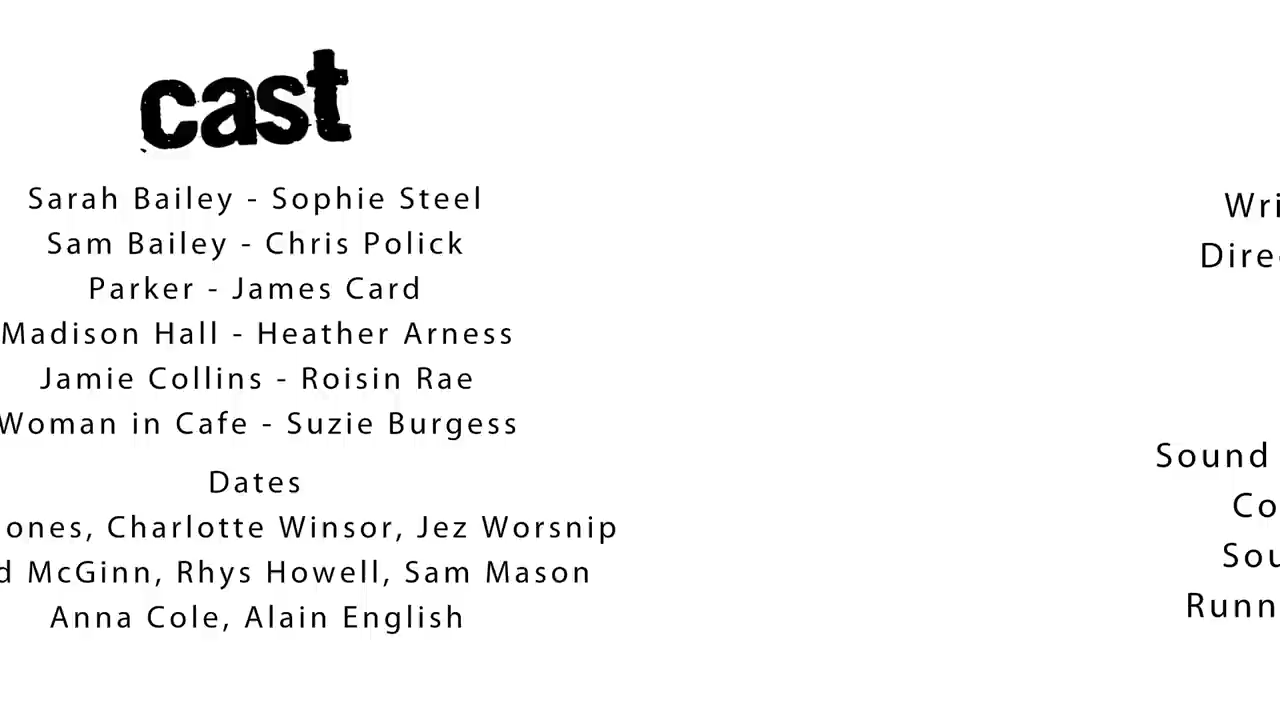 cast
Sarah Bailey - Sophie Steel
Sam Bailey - Chris Polick
Parker - James Card
Madison Hall - Heather Arness
Jamie Collins - Roisin Rae
Woman in Cafe - Suzie Burgess
Dates
ones, Charlotte Winsor, Jez Worsnip
d McGinn, Rhys Howell, Sam Mason
Anna Cole, Alain English
Wri
Dire
Sound
Co
Sou
Runn